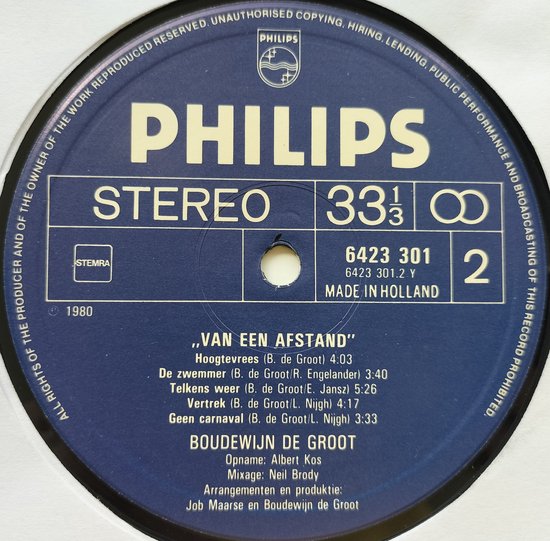 ALL RIGHTS OF THE PRODUCER AND OF THE OWNER OF THE WORK REPRODUCED RESERVED. UNAUTHORISED COPYING, HIRING, LENDING, PUBLIC PERFORMANCE AND BROADCASTING OF THIS RECORD PROHIBITED.
PHILIPS
PHILIPS
STEREO 33 1/3
STEMRA
6423 301
6423 301.2 Y
MADE IN HOLLAND
2
℗ 1980
„VAN EEN AFSTAND"
Hoogtevrees (B. de Groot) 4:03
De zwemmer (B. de Groot/R. Engelander) 3:40
Telkens weer (B. de Groot/E. Jansz) 5:26
Vertrek (B. de Groot/L. Nijgh) 4:17
Geen carnaval (B. de Groot/L. Nijgh) 3:33
BOUDEWIJN DE GROOT
Opname: Albert Kos
Mixage: Neil Brody
Arrangementen en produktie:
Job Maarse en Boudewijn de Groot